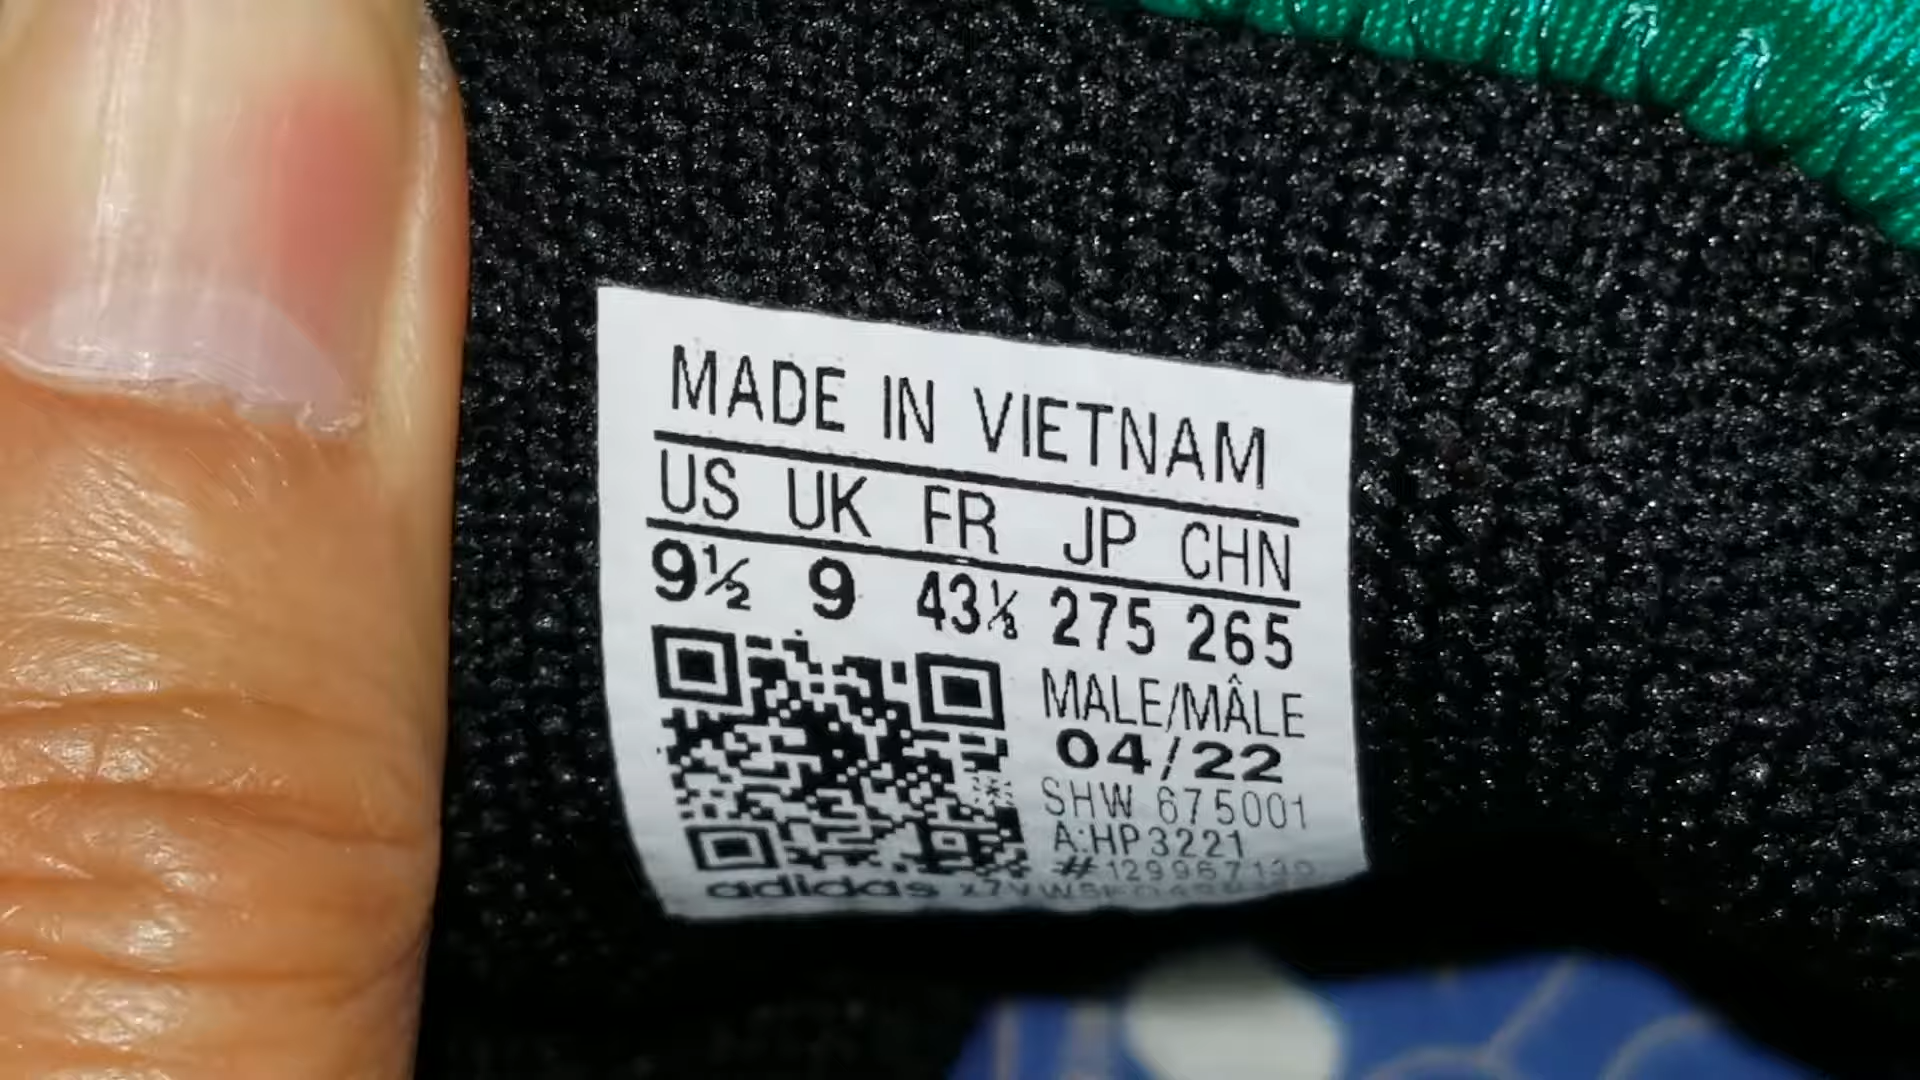 MADE IN VIETNAM
US UK FR JP CHN
9½ 9 43⅓ 275 265
MALE/MÂLE
04/22
SHW 675001
A:HP3221
adidas